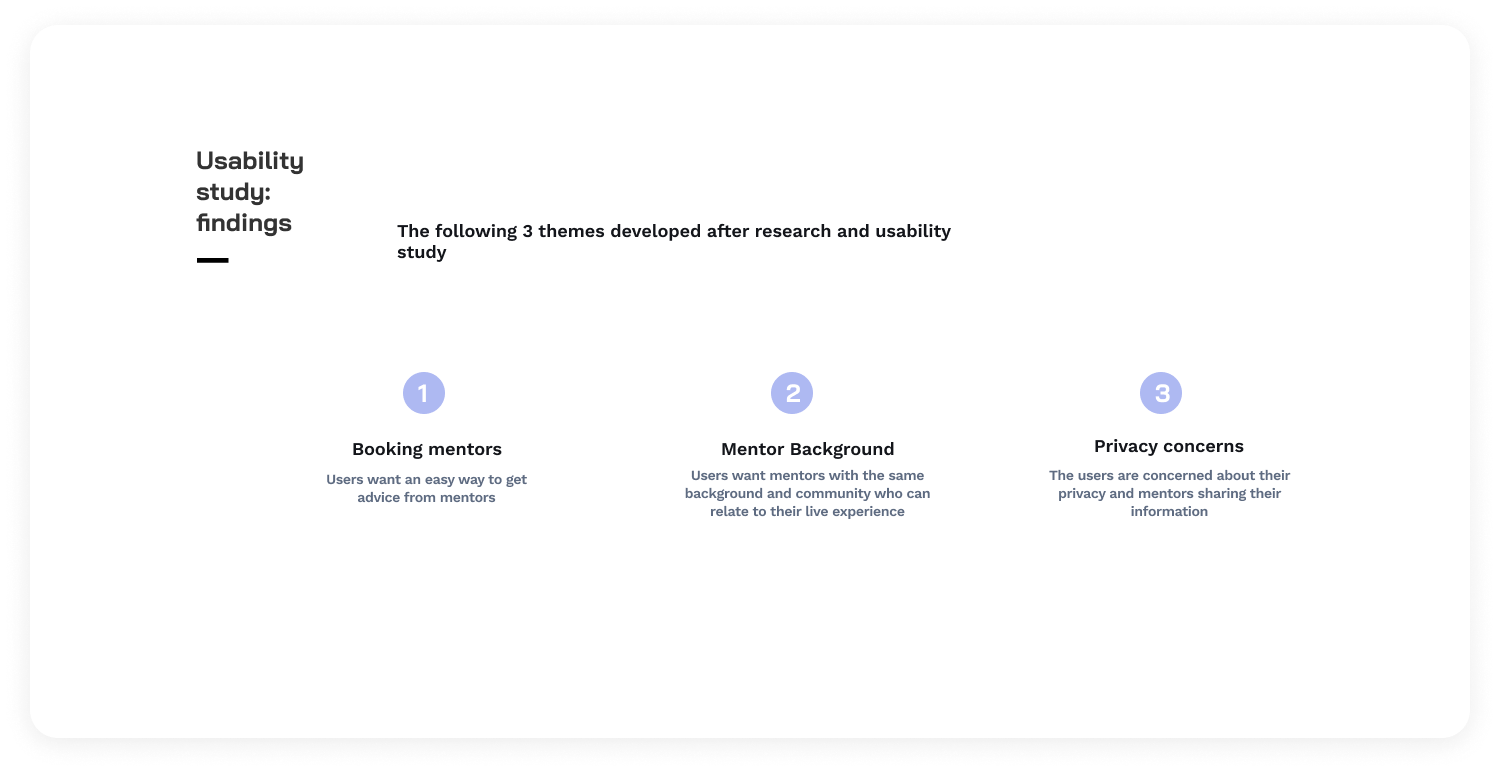 Usability
study:
findings
The following 3 themes developed after research and usability
study
1
Booking mentors
Users want an easy way to get
advice from mentors
2
Mentor Background
Users want mentors with the same
background and community who can
relate to their live experience
3
Privacy concerns
The users are concerned about their
privacy and mentors sharing their
information